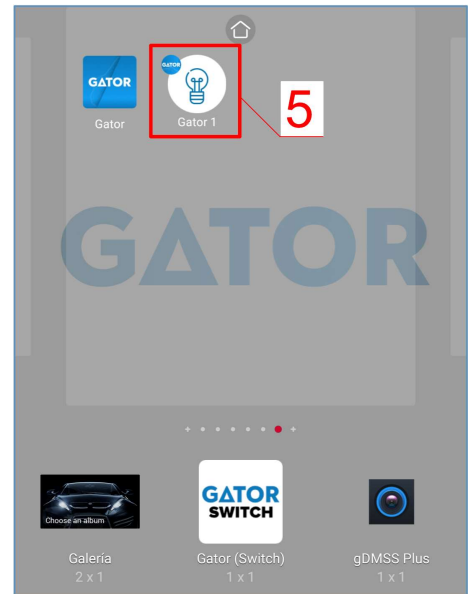 GATOR
GATOR
Gator
Gator 1
5
GATOR
Choose an album
GATOR
SWITCH
Galería
2 x 1
Gator (Switch)
1 x 1
gDMSS Plus
1 x 1